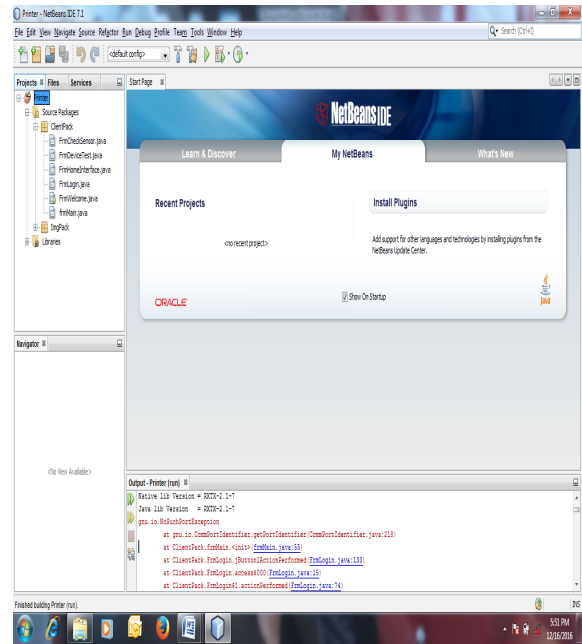 Printer - NetBeans IDE 7.1
File Edit View Navigate Source Refactor Run Debug Profile Team Tools Window Help
Search (Ctrl+I)
<default config>
Projects Files Services
Start Page
Printer
Source Packages
ClientPack
FrmCheckSensor.java
FrmDeviceTest.java
FrmHomeInterface.java
FrmLogin.java
FrmWelcome.java
frmMain.java
ImgPack
Libraries
NetBeans IDE
Learn & Discover
My NetBeans
What's New
Recent Projects
<no recent project>
Install Plugins
Add support for other languages and technologies by installing plugins from the
NetBeans Update Center.
ORACLE
Show On Startup
Java
Navigator
<No View Available>
Output - Printer (run)
Native lib Version = RXTX-2.1-7
Java lib Version   = RXTX-2.1-7
gnu.io.NoSuchPortException
at gnu.io.CommPortIdentifier.getPortIdentifier(CommPortIdentifier.java:218)
at ClientPack.frmMain.<init>(frmMain.java:55)
at ClientPack.FrmLogin.jButton1ActionPerformed(FrmLogin.java:133)
at ClientPack.FrmLogin.access$000(FrmLogin.java:15)
at ClientPack.FrmLogin$1.actionPerformed(FrmLogin.java:74)
Finished building Printer (run).
INS
5:51 PM
12/16/2016